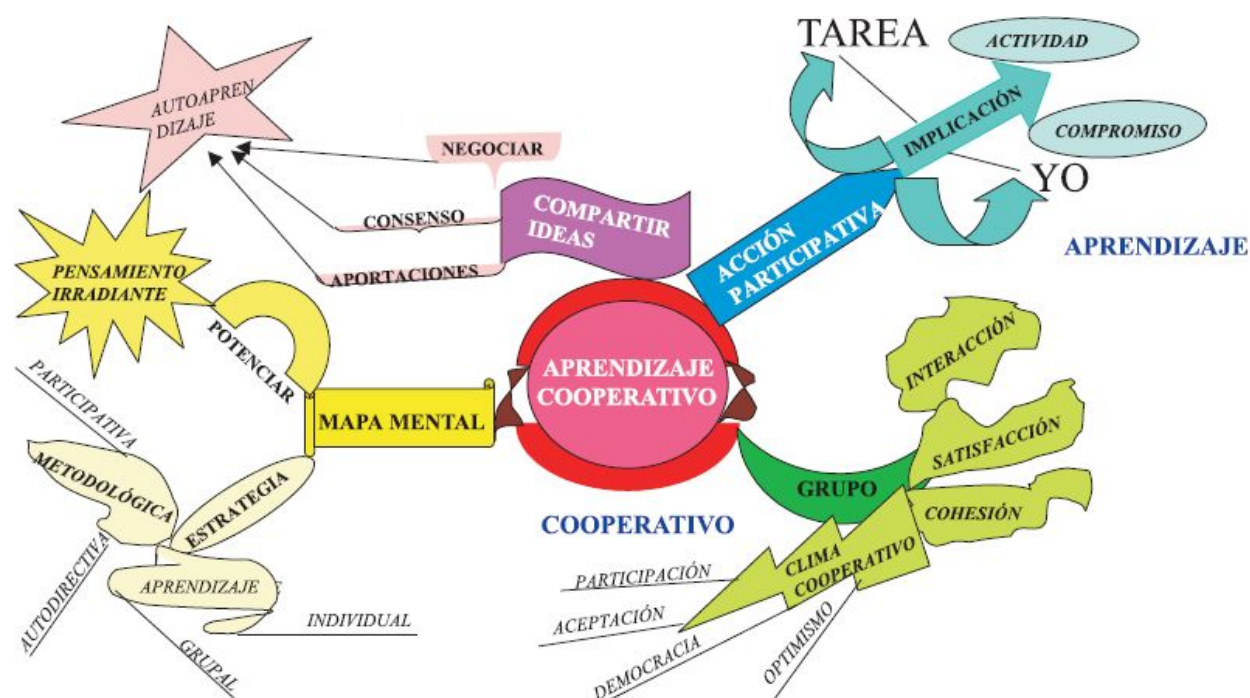 TAREA
ACTIVIDAD
IMPLICACIÓN
COMPROMISO
YO
AUTOAPREN
DIZAJE
NEGOCIAR
CONSENSO
APORTACIONES
COMPARTIR
IDEAS
ACCIÓN
PARTICIPATIVA
APRENDIZAJE
PENSAMIENTO
IRRADIANTE
POTENCIAR
MAPA MENTAL
APRENDIZAJE
COOPERATIVO
INTERACCIÓN
SATISFACCIÓN
COHESIÓN
GRUPO
PARTICIPATIVA
METODOLÓGICA
ESTRATEGIA
AUTODIRECTIVA
APRENDIZAJE
INDIVIDUAL
GRUPAL
COOPERATIVO
CLIMA
COOPERATIVO
PARTICIPACIÓN
ACEPTACIÓN
DEMOCRACIA
OPTIMISMO